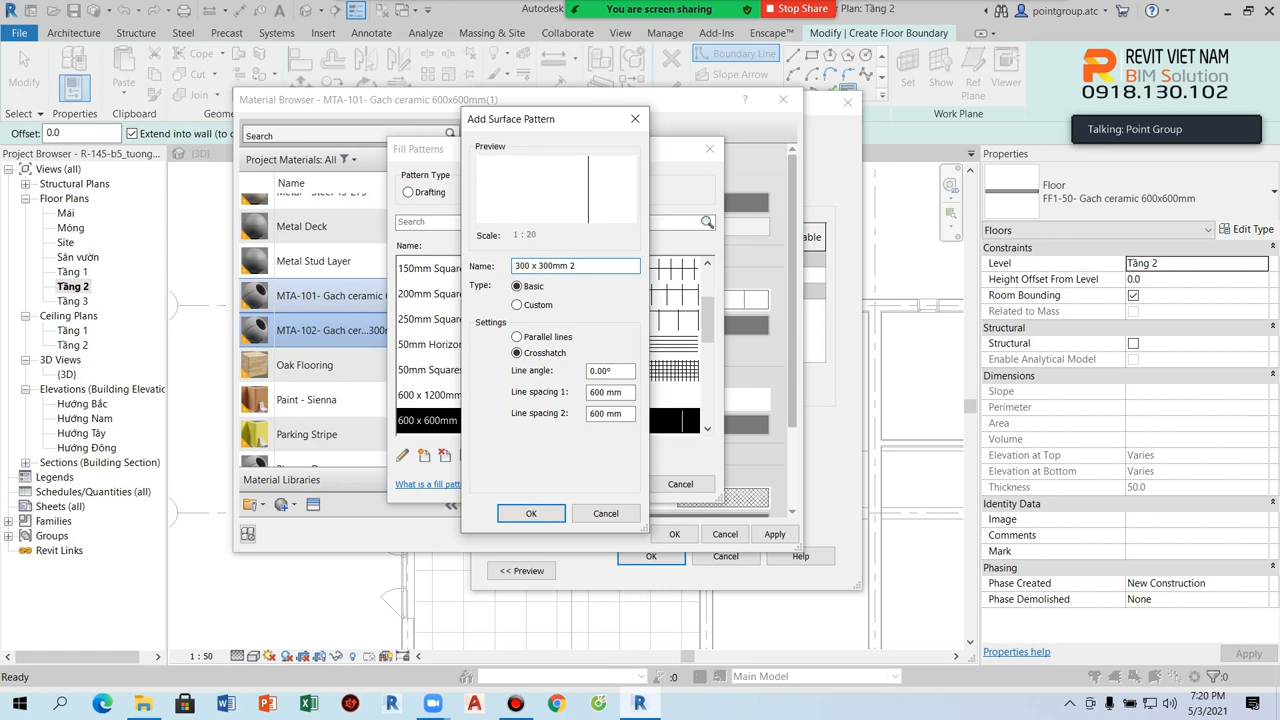 Autodesk
You are screen sharing
Stop Share
Plan: Tầng 2
pointgroup.atc
File
Architecture
Structure
Steel
Precast
Systems
Insert
Annotate
Analyze
Massing & Site
Collaborate
View
Manage
Add-Ins
Enscape™
Modify | Create Floor Boundary
Modify
Paste
Cope
Cut
Join
Boundary Line
Slope Arrow
Set
Show
Ref
Plane
Viewer
REVIT VIET NAM
BIM Solution
0918.130.102
Select
Properties
Clipboard
Work Plane
Offset:
0.0
Extend into wall (to
Talking: Point Group
Project Browser - R-145-b5_tuong
Views (all)
Structural Plans
Floor Plans
Mái
Móng
Site
Sân vườn
Tầng 1
Tầng 2
Tầng 3
Ceiling Plans
Tầng 1
Tầng 2
3D Views
{3D}
Elevations (Building Elevation)
Hướng Bắc
Hướng Nam
Hướng Tây
Hướng Đông
Sections (Building Section)
Legends
Schedules/Quantities (all)
Sheets (all)
Families
Groups
Revit Links
{3D}
Material Browser - MTA-101- Gach ceramic 600x600mm(1)
?
Search
Project Materials: All
Name
Metal Deck
Metal Stud Layer
MTA-101- Gach ceramic
MTA-102- Gach cer...300
Oak Flooring
Paint - Sienna
Parking Stripe
Material Libraries
OK
Cancel
Apply
Fill Patterns
Pattern Type
Drafting
Search
Name:
150mm Square
200mm Square
250mm Square
50mm Horizon
50mm Squares
600 x 1200mm
600 x 600mm
What is a fill patt
Cancel
Add Surface Pattern
Preview
Scale:
1 : 20
Name:
300 x 300mm 2
Type:
Basic
Custom
Settings
Parallel lines
Crosshatch
Line angle:
0.00°
Line spacing 1:
600 mm
Line spacing 2:
600 mm
OK
Cancel
able
<< Preview
OK
Cancel
Help
Properties
Floor
FF1-50- Gach ceramic 600x600mm
Floors
Edit Type
Constraints
Level
Tầng 2
Height Offset From Level
0.0
Room Bounding
Related to Mass
Structural
Structural
Enable Analytical Model
Dimensions
Slope
Perimeter
Area
Volume
Elevation at Top
Varies
Elevation at Bottom
Varies
Thickness
50.0
Identity Data
Image
Comments
Mark
Phasing
Phase Created
New Construction
Phase Demolished
None
Properties help
Apply
1 : 50
Ready
:0
Main Model
:0
7:20 PM
5/3/2021